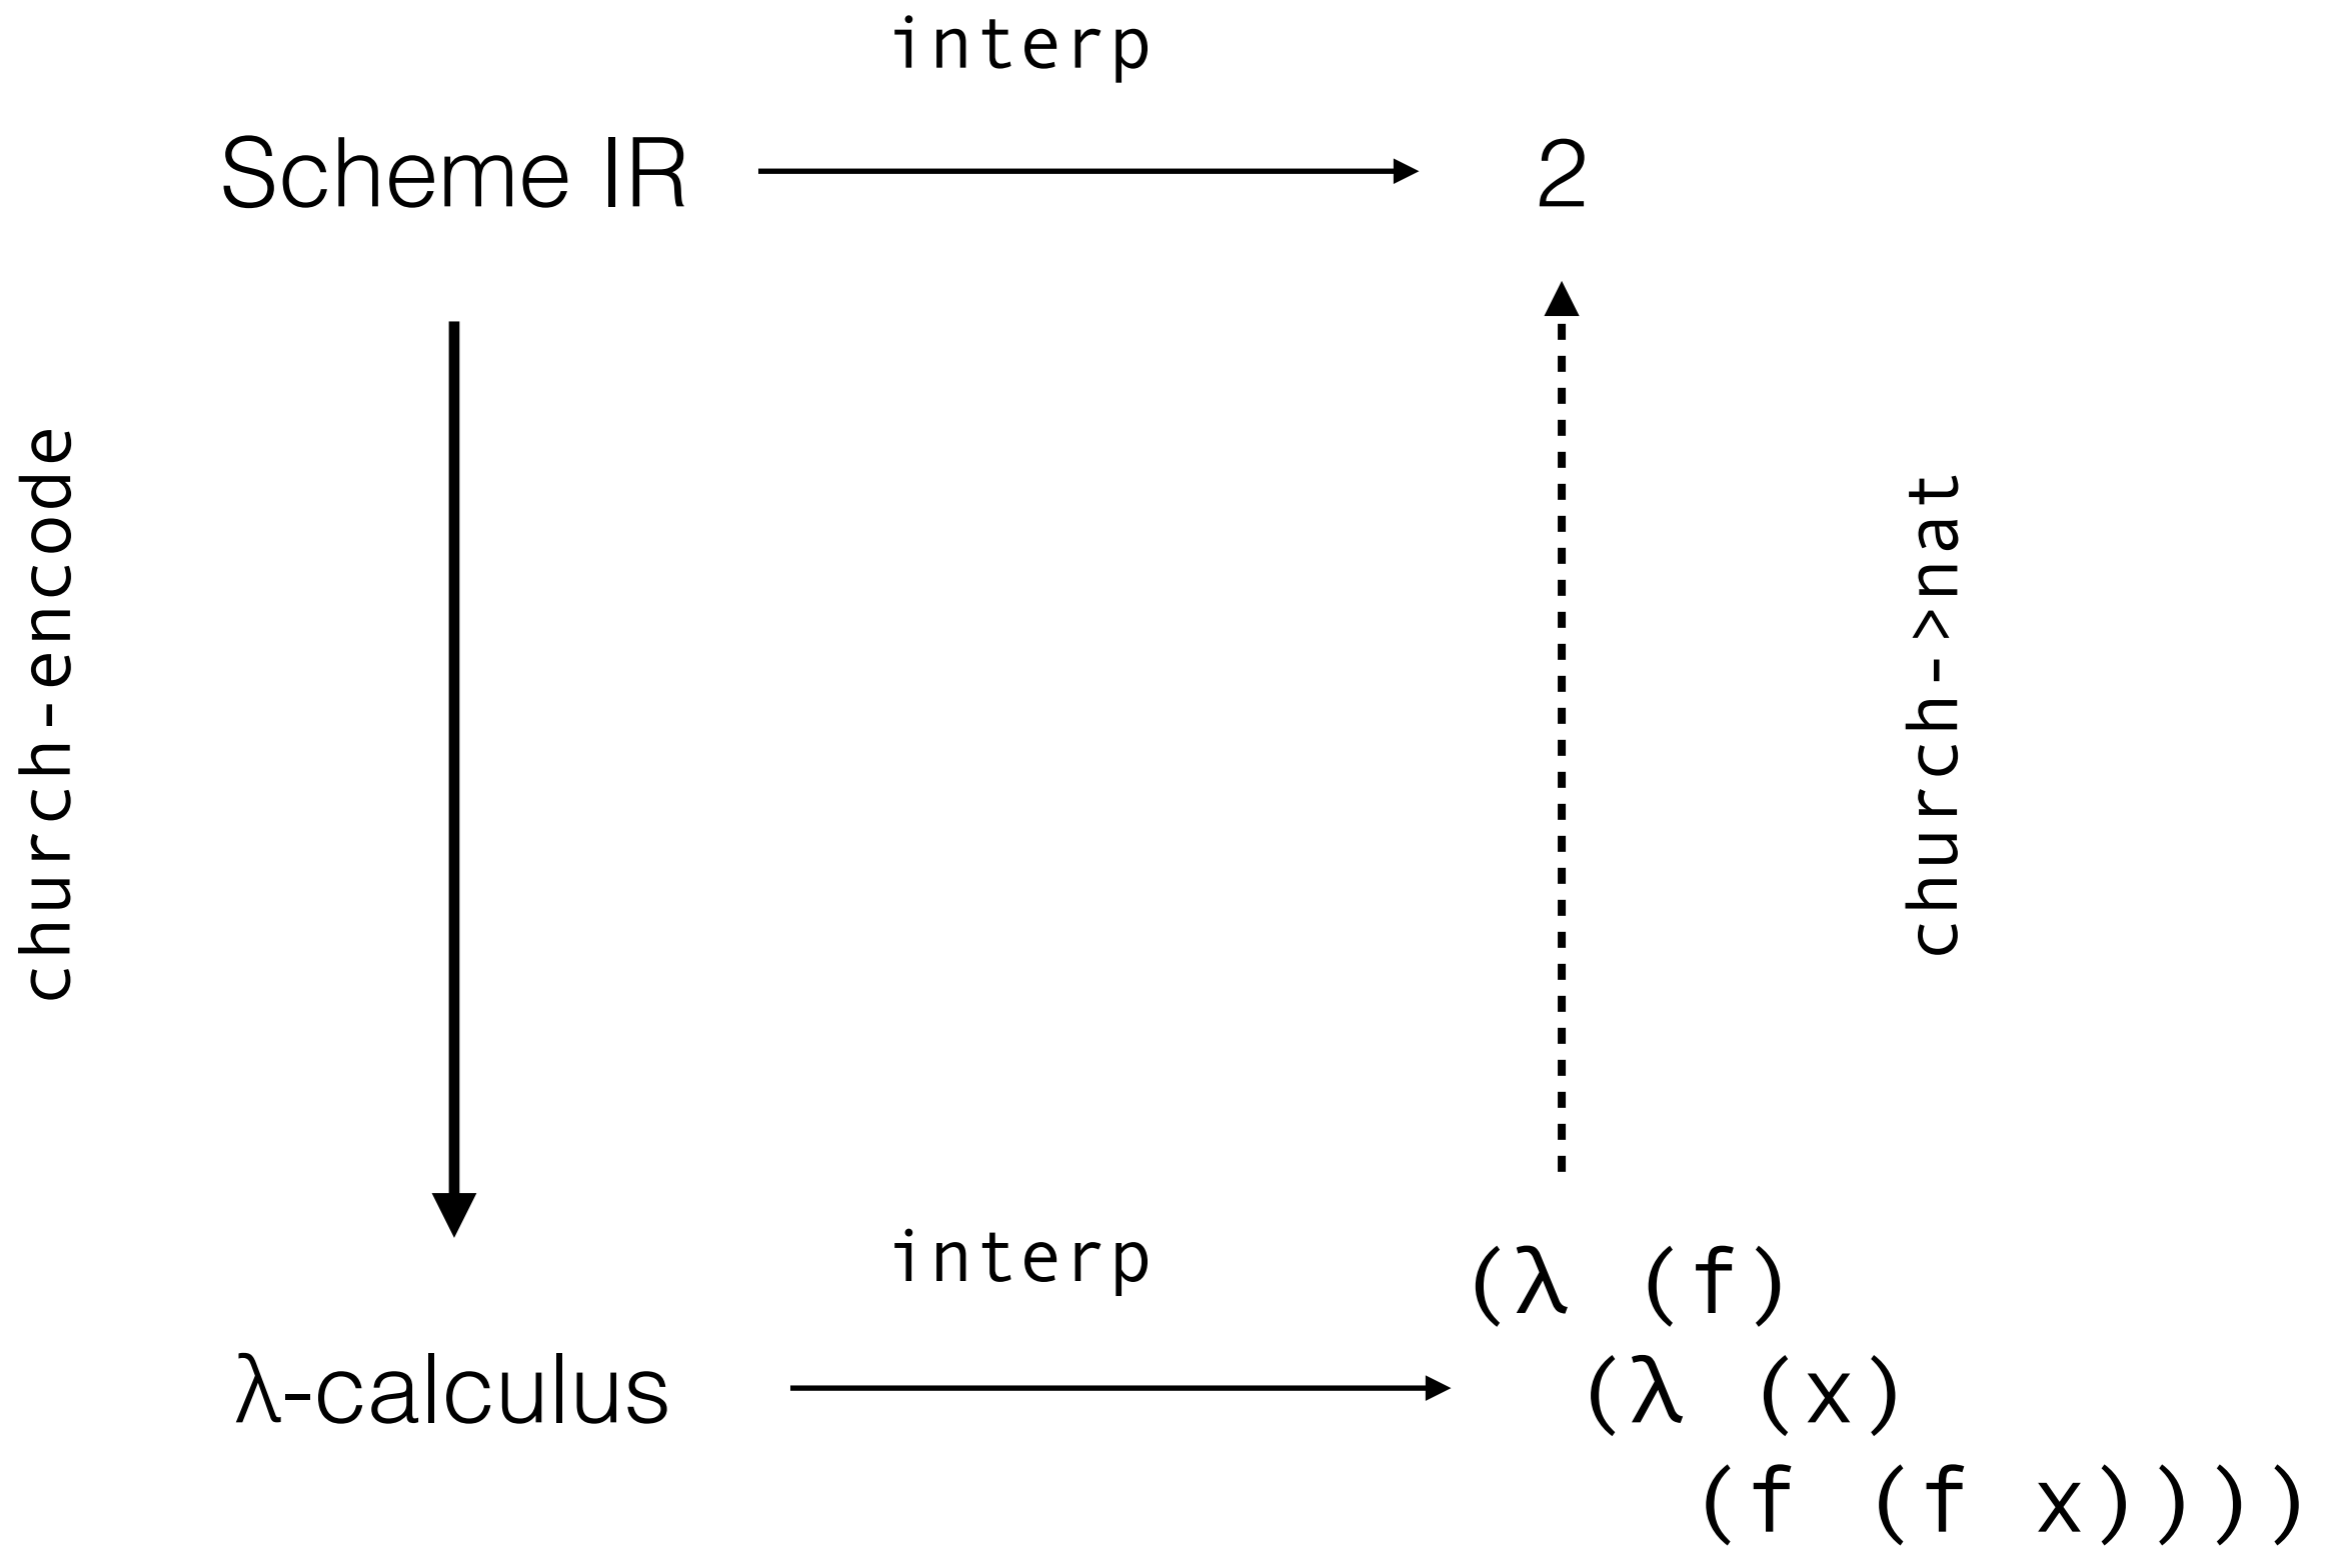 interp
Scheme IR
2
church-encode
church->nat
interp
(λ (f)
λ-calculus
(λ (x)
(f (f x))))